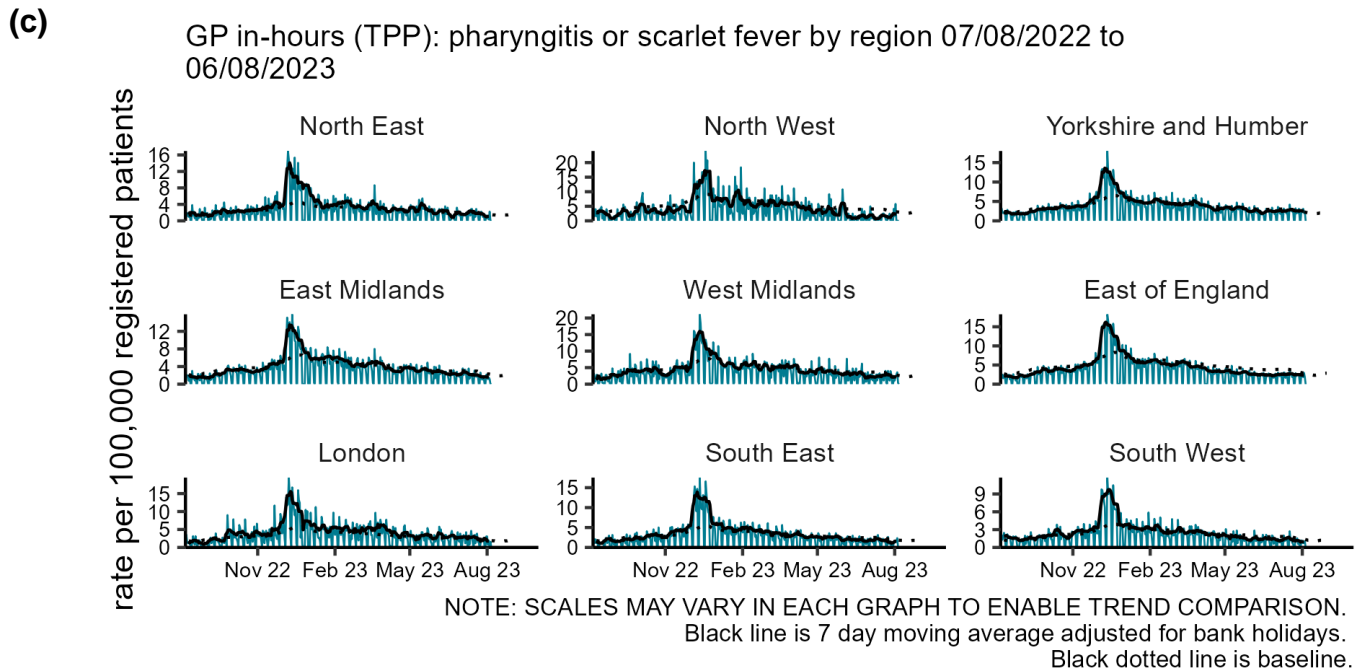 (c)
GP in-hours (TPP): pharyngitis or scarlet fever by region 07/08/2022 to
06/08/2023
rate per 100,000 registered patients
North East
16
12
8
4
0
North West
20
15
10
5
0
Yorkshire and Humber
15
10
5
0
East Midlands
12
8
4
0
West Midlands
20
15
10
5
0
East of England
15
10
5
0
London
15
10
5
0
South East
15
10
5
0
South West
9
6
3
0
Nov 22 Feb 23 May 23 Aug 23
Nov 22 Feb 23 May 23 Aug 23
Nov 22 Feb 23 May 23 Aug 23
NOTE: SCALES MAY VARY IN EACH GRAPH TO ENABLE TREND COMPARISON.
Black line is 7 day moving average adjusted for bank holidays.
Black dotted line is baseline.